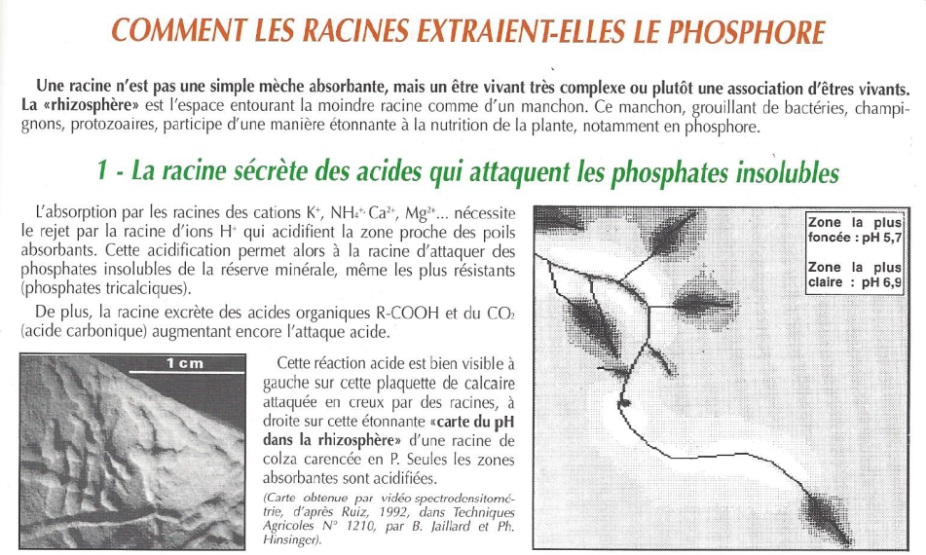 COMMENT LES RACINES EXTRAIENT-ELLES LE PHOSPHORE
Une racine n'est pas une simple mèche absorbante, mais un être vivant très complexe ou plutôt une association d'êtres vivants.
La «rhizosphère» est l'espace entourant la moindre racine comme d'un manchon. Ce manchon, grouillant de bactéries, champi-
gnons, protozoaires, participe d'une manière étonnante à la nutrition de la plante, notamment en phosphore.
1 - La racine sécrète des acides qui attaquent les phosphates insolubles
L'absorption par les racines des cations K⁺, NH₄⁺, Ca²⁺, Mg²⁺... nécessite
le rejet par la racine d'ions H⁺ qui acidifient la zone proche des poils
absorbants. Cette acidification permet alors à la racine d'attaquer des
phosphates insolubles de la réserve minérale, même les plus résistants
(phosphates tricalciques).
De plus, la racine excrète des acides organiques R-COOH et du CO₂
(acide carbonique) augmentant encore l'attaque acide.
1 cm
Cette réaction acide est bien visible à
gauche sur cette plaquette de calcaire
attaquée en creux par des racines, à
droite sur cette étonnante «carte du pH
dans la rhizosphère» d'une racine de
colza carencée en P. Seules les zones
absorbantes sont acidifiées.
(Carte obtenue par vidéo spectrodensitomé-
trie, d'après Ruiz, 1992, dans Techniques
Agricoles N° 1210, par B. Jaillard et Ph.
Hinsinger).
Zone la plus
foncée : pH 5,7
Zone la plus
claire : pH 6,9